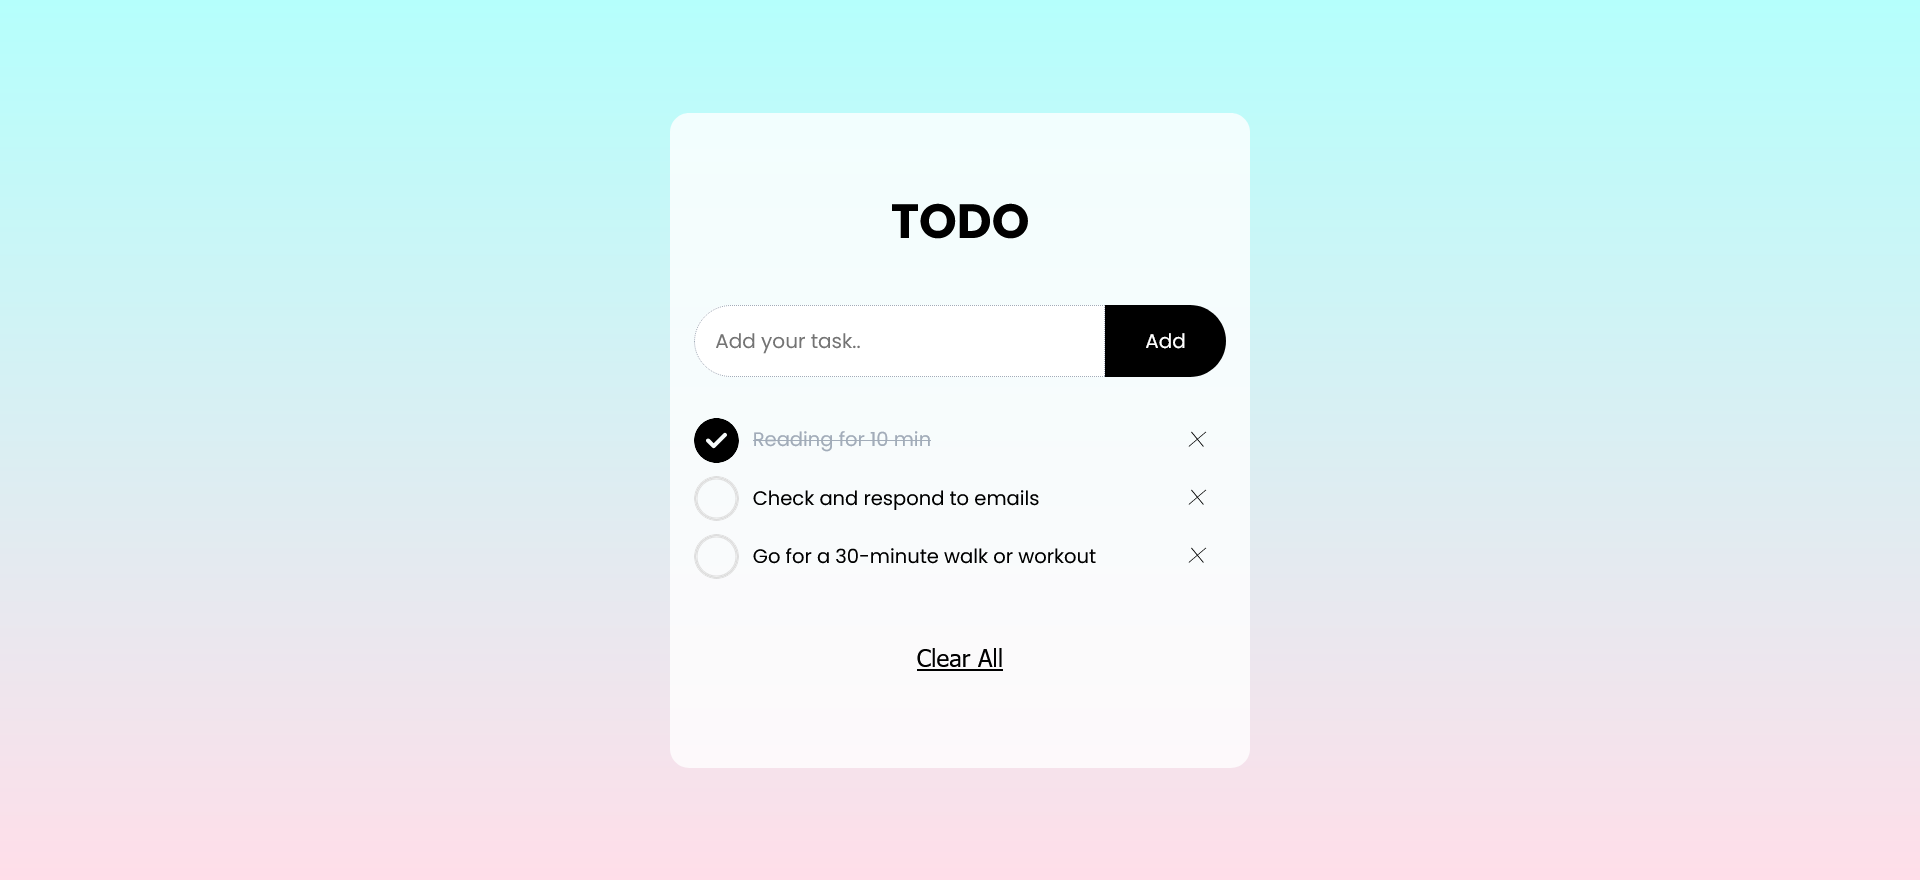 TODO
Add your task..
Add
Reading for 10 min
Check and respond to emails
Go for a 30-minute walk or workout
Clear All